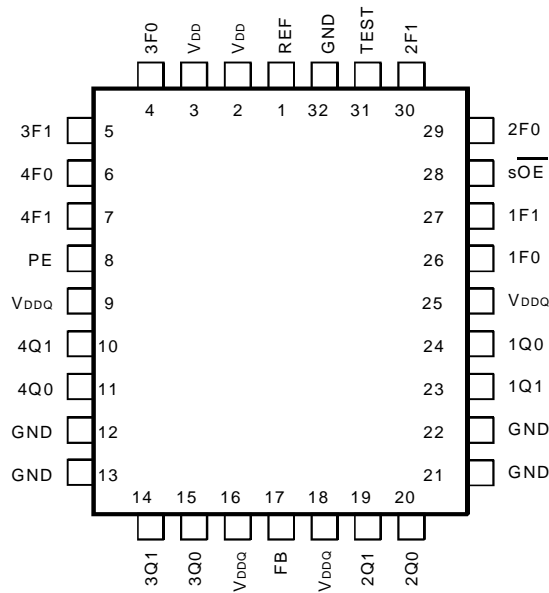 3F0 VDD VDD REF GND TEST 2F1
4 3 2 1 32 31 30
3F1 5 29 2F0
4F0 6 28 sO̅E̅
4F1 7 27 1F1
PE 8 26 1F0
VDDQ 9 25 VDDQ
4Q1 10 24 1Q0
4Q0 11 23 1Q1
GND 12 22 GND
GND 13 21 GND
14 15 16 17 18 19 20
3Q1 3Q0 VDDQ FB VDDQ 2Q1 2Q0